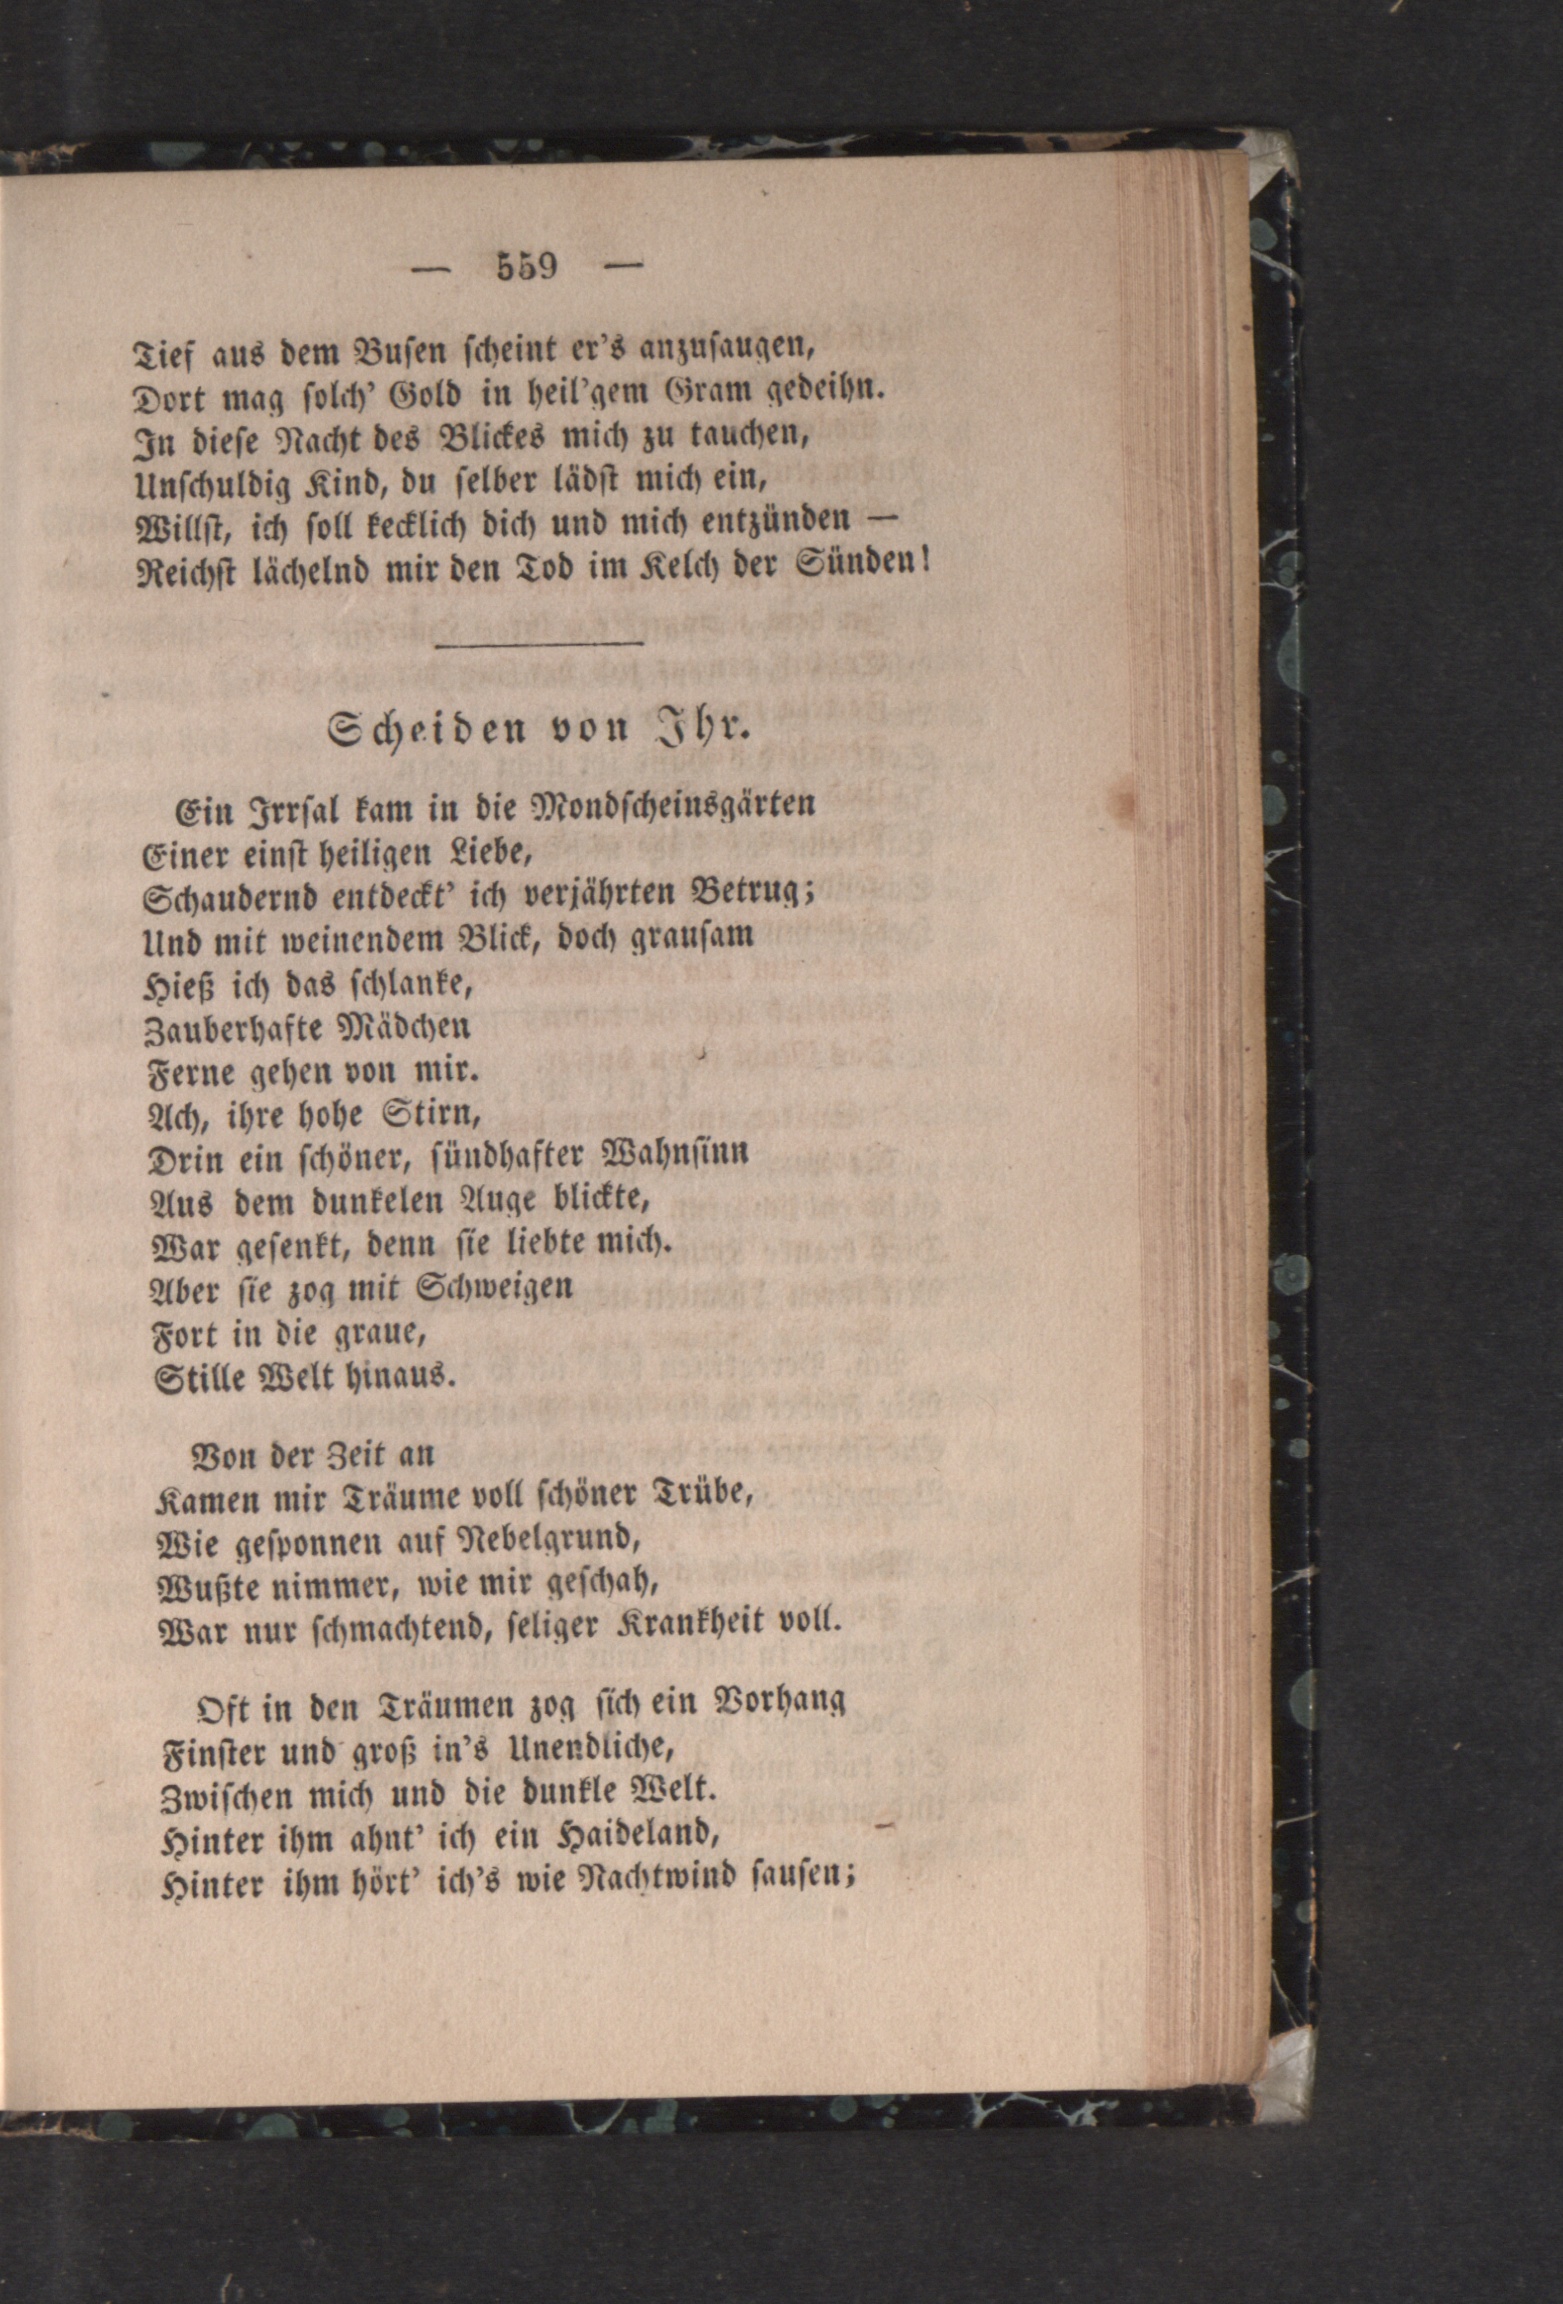 — 559 —
Tief aus dem Buſen ſcheint er's anzuſaugen,
Dort mag ſolch' Gold in heil'gem Gram gedeihn.
In dieſe Nacht des Blickes mich zu tauchen,
Unſchuldig Kind, du ſelber lädſt mich ein,
Willſt, ich ſoll kecklich dich und mich entzünden —
Reichſt lächelnd mir den Tod im Kelch der Sünden!
Scheiden von Ihr.
Ein Irrſal kam in die Mondſcheinsgärten
Einer einſt heiligen Liebe,
Schaudernd entdeckt' ich verjährten Betrug;
Und mit weinendem Blick, doch grauſam
Hieß ich das ſchlanke,
Zauberhafte Mädchen
Ferne gehen von mir.
Ach, ihre hohe Stirn,
Drin ein ſchöner, ſündhafter Wahnſinn
Aus dem dunkelen Auge blickte,
War geſenkt, denn ſie liebte mich.
Aber ſie zog mit Schweigen
Fort in die graue,
Stille Welt hinaus.
Von der Zeit an
Kamen mir Träume voll ſchöner Trübe,
Wie geſponnen auf Nebelgrund,
Wußte nimmer, wie mir geſchah,
War nur ſchmachtend, ſeliger Krankheit voll.
Oft in den Träumen zog ſich ein Vorhang
Finſter und groß in's Unendliche,
Zwiſchen mich und die dunkle Welt.
Hinter ihm ahnt' ich ein Haideland,
Hinter ihm hört' ich's wie Nachtwind ſauſen;